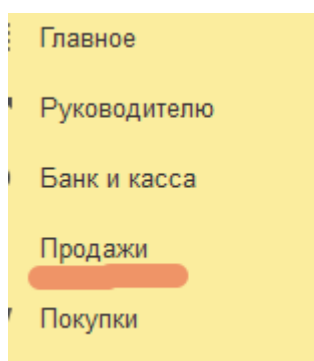 Главное
Руководителю
Банк и касса
Продажи
Покупки